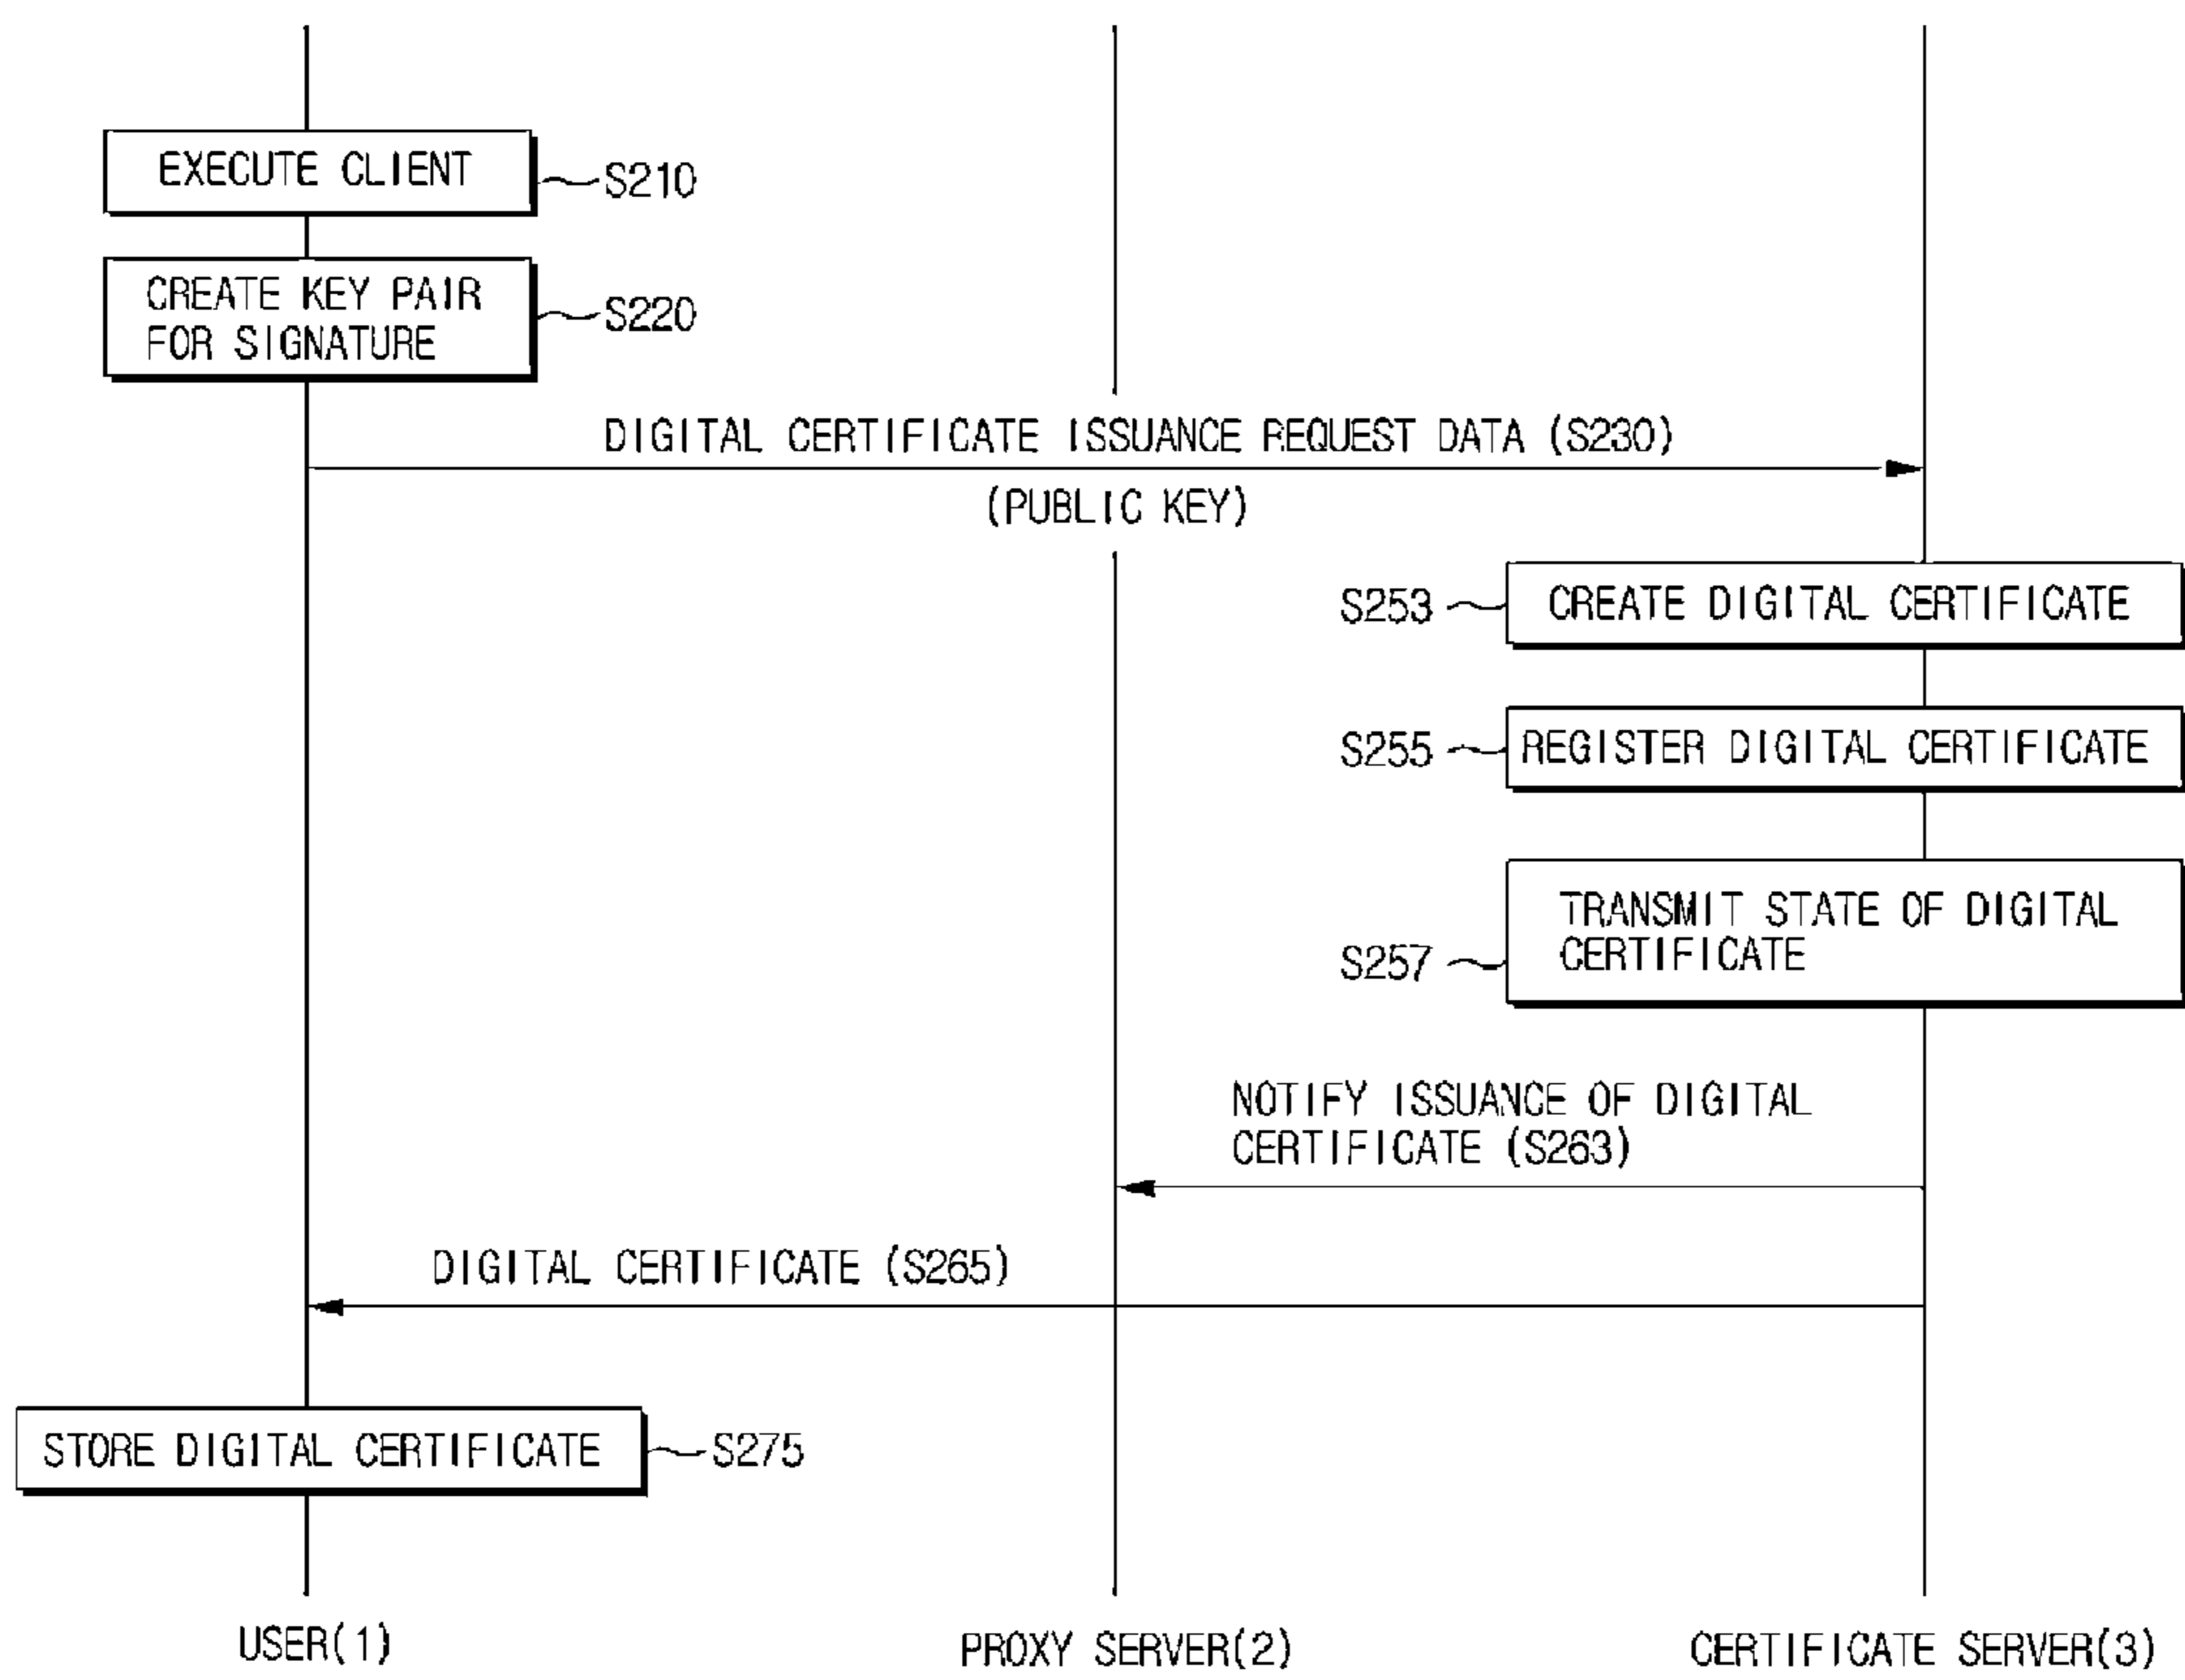 EXECUTE CLIENT
S210
CREATE KEY PAIR
FOR SIGNATURE
S220
DIGITAL CERTIFICATE ISSUANCE REQUEST DATA (S230)
(PUBLIC KEY)
S253
CREATE DIGITAL CERTIFICATE
S255
REGISTER DIGITAL CERTIFICATE
TRANSMIT STATE OF DIGITAL
CERTIFICATE
S257
NOTIFY ISSUANCE OF DIGITAL
CERTIFICATE (S263)
DIGITAL CERTIFICATE (S265)
STORE DIGITAL CERTIFICATE
S275
USER(1)
PROXY SERVER(2)
CERTIFICATE SERVER(3)